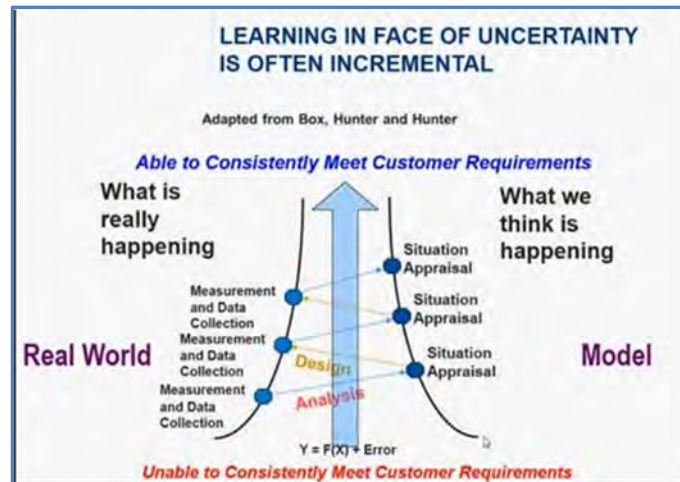 LEARNING IN FACE OF UNCERTAINTY
IS OFTEN INCREMENTAL
Adapted from Box, Hunter and Hunter
Able to Consistently Meet Customer Requirements
What is
really
happening
What we
think is
happening
Situation
Appraisal
Measurement
and Data
Collection
Situation
Appraisal
Real World
Measurement
and Data
Collection
Design
Situation
Appraisal
Model
Measurement
and Data
Collection
Analysis
Y = F(X) + Error
Unable to Consistently Meet Customer Requirements